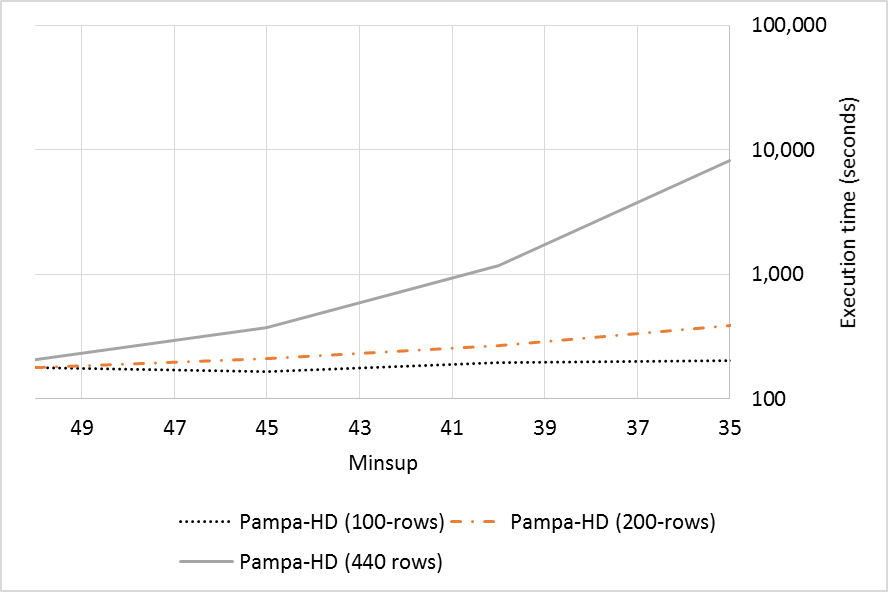 100,000
10,000
1,000
100
Execution time (seconds)
49 47 45 43 41 39 37 35
Minsup
Pampa-HD (100-rows) Pampa-HD (200-rows)
Pampa-HD (440 rows)